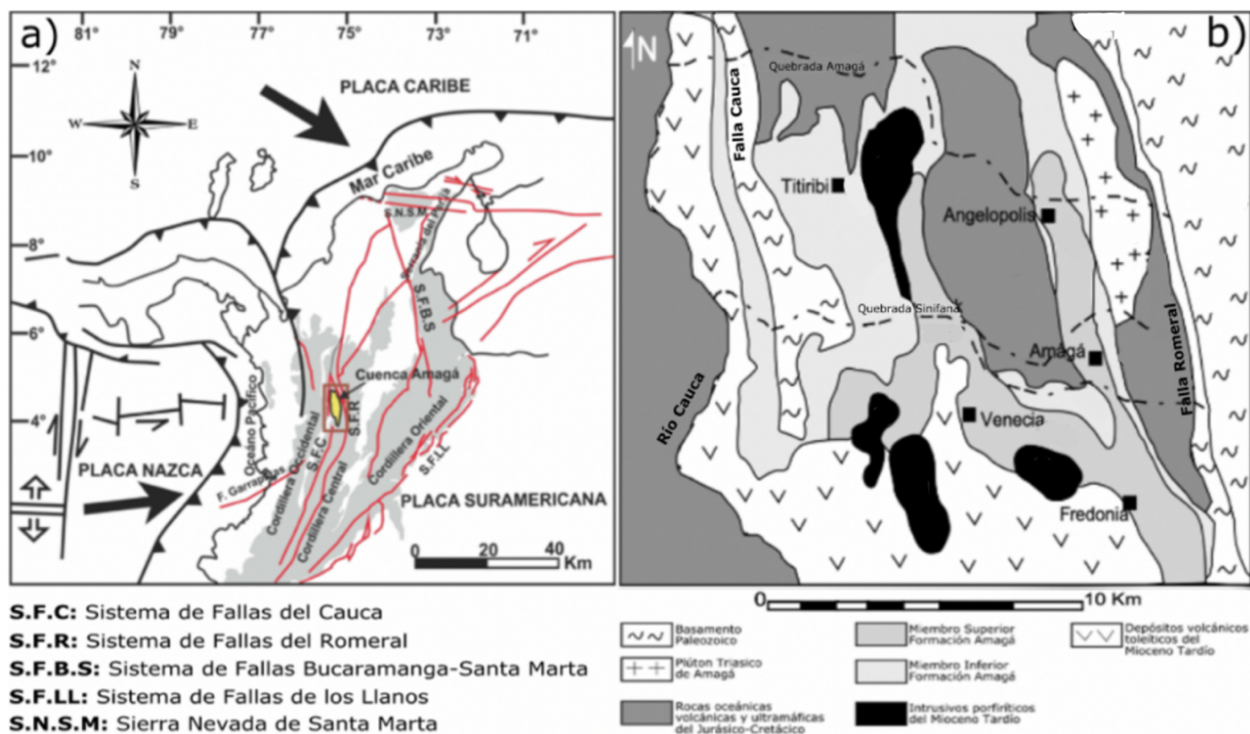 a)
81° 79° 77° 75° 73° 71°
12°
10°
8°
6°
4°
N
W E
S
PLACA CARIBE
Mar Caribe
S.N.S.M
Serranía del Perijá
S.F.B.S
Cuenca Amagá
Océano Pacífico
S.F.R
S.F.C
Cordillera Occidental
Cordillera Central
Cordillera Oriental
S.F.LL
F. Garrapatas
PLACA NAZCA
PLACA SURAMERICANA
0 20 40
Km
S.F.C: Sistema de Fallas del Cauca
S.F.R: Sistema de Fallas del Romeral
S.F.B.S: Sistema de Fallas Bucaramanga-Santa Marta
S.F.LL: Sistema de Fallas de los Llanos
S.N.S.M: Sierra Nevada de Santa Marta
b)
N
Quebrada Amagá
Falla Cauca
Titiribi
Angelopolis
Quebrada Sinifaná
Amágá
Falla Romeral
Río Cauca
Venecia
Fredonia
0 10 Km
Basamento
Paleozoico
Plúton Triasico
de Amagá
Rocas oceánicas
volcánicas y ultramáficas
del Jurásico-Cretácico
Miembro Superior
Formación Amagá
Miembro Inferior
Formación Amagá
Intrusivos porfiríticos
del Mioceno Tardío
Depósitos volcánicos
toleíticos del
Mioceno Tardío